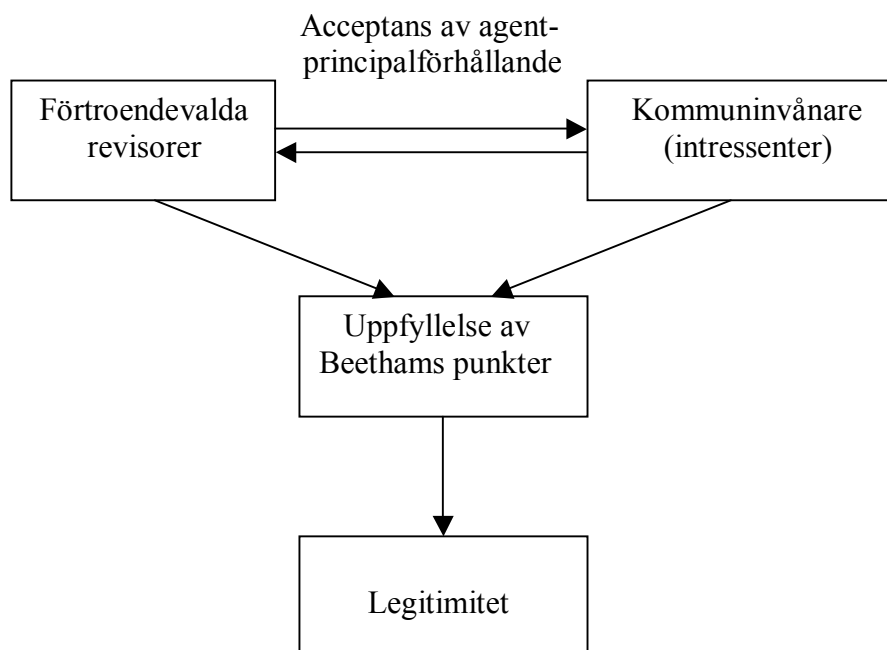 Acceptans av agent-
principalförhållande
Förtroendevalda
revisorer
Kommuninvånare
(intressenter)
Uppfyllelse av
Beethams punkter
Legitimitet